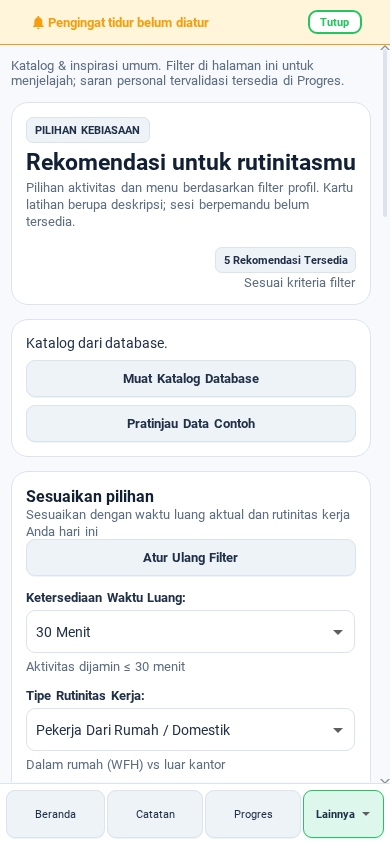 Pengingat tidur belum diatur
Tutup
Katalog & inspirasi umum. Filter di halaman ini untuk
menjelajah; saran personal tervalidasi tersedia di Progres.
PILIHAN KEBIASAAN
Rekomendasi untuk rutinitasmu
Pilihan aktivitas dan menu berdasarkan filter profil. Kartu
latihan berupa deskripsi; sesi berpemandu belum
tersedia.
5 Rekomendasi Tersedia
Sesuai kriteria filter
Katalog dari database.
Muat Katalog Database
Pratinjau Data Contoh
Sesuaikan pilihan
Sesuaikan dengan waktu luang aktual dan rutinitas kerja
Anda hari ini
Atur Ulang Filter
Ketersediaan Waktu Luang:
30 Menit
Aktivitas dijamin ≤ 30 menit
Tipe Rutinitas Kerja:
Pekerja Dari Rumah / Domestik
Dalam rumah (WFH) vs luar kantor
Beranda
Catatan
Progres
Lainnya